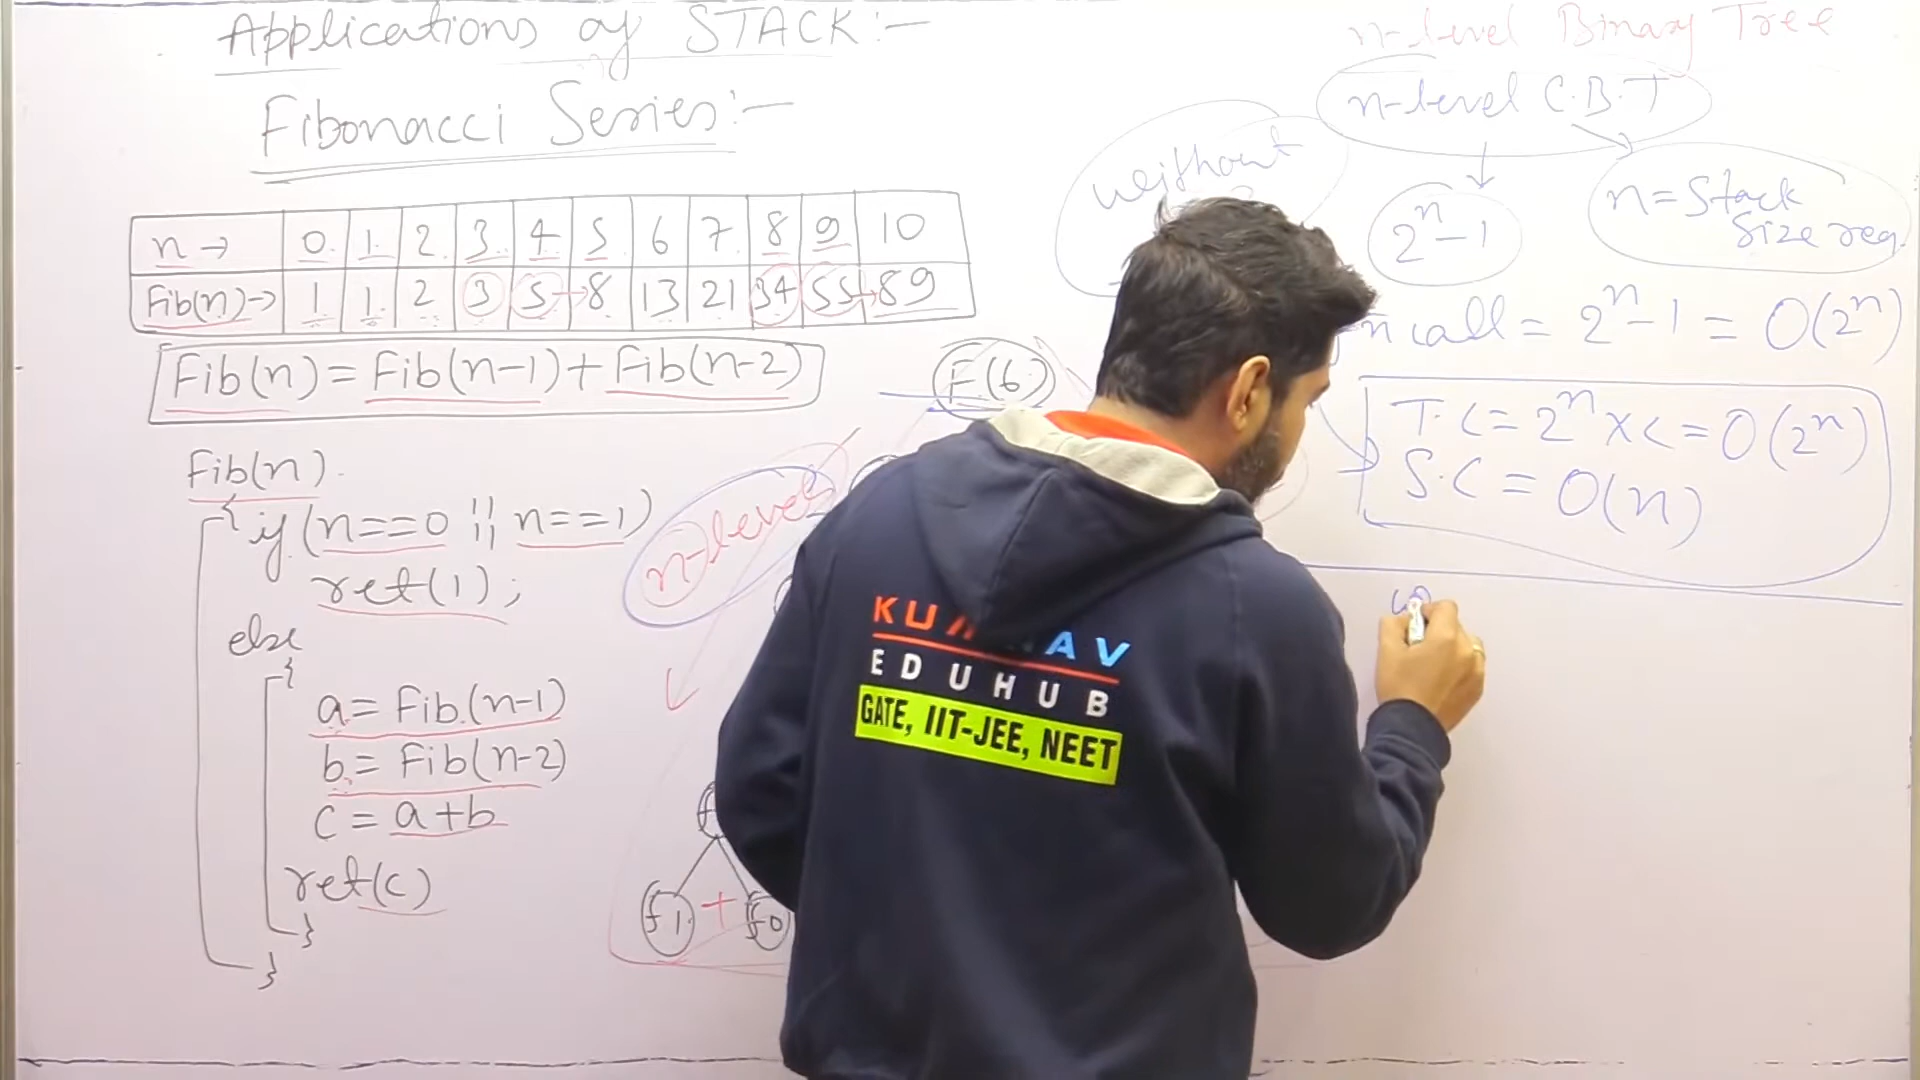 Applications of STACK:-
Fibonacci Series:-
n → 0 1 2 3 4 5 6 7 8 9 10
Fib(n)→ 1 1 2 3 5 8 13 21 34 55 89
Fib(n) = Fib(n-1)+Fib(n-2)
Fib(n)
{ if (n==0 || n==1)
ret(1);
else
{
a= Fib(n-1)
b= Fib(n-2)
c = a+b
ret(c)
}
}
F(6)
n-level
f1 + f0
n-level Binary Tree
n-level C.B.T
without
2^n-1
n=Stack
Size req.
n call = 2^n-1 = O(2^n)
T.C = 2^n x C = O(2^n)
S.C = O(n)
KU AV
EDUHUB
GATE, IIT-JEE, NEET